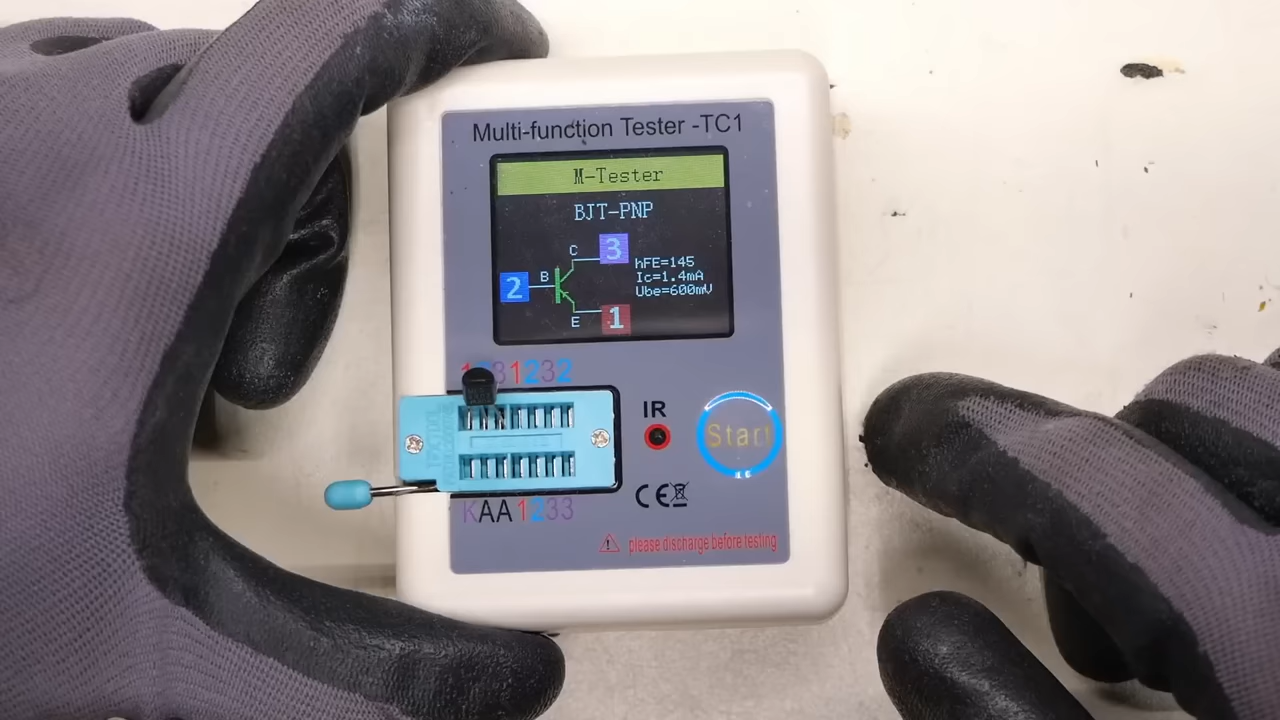 Multi-function Tester -TC1
M-Tester
BJT-PNP
C 3
2 B
hFE=145
Ic=1.4mA
Ube=600mV
E 1
1231232
IR
Start
KAA1233
CE
please discharge before testing